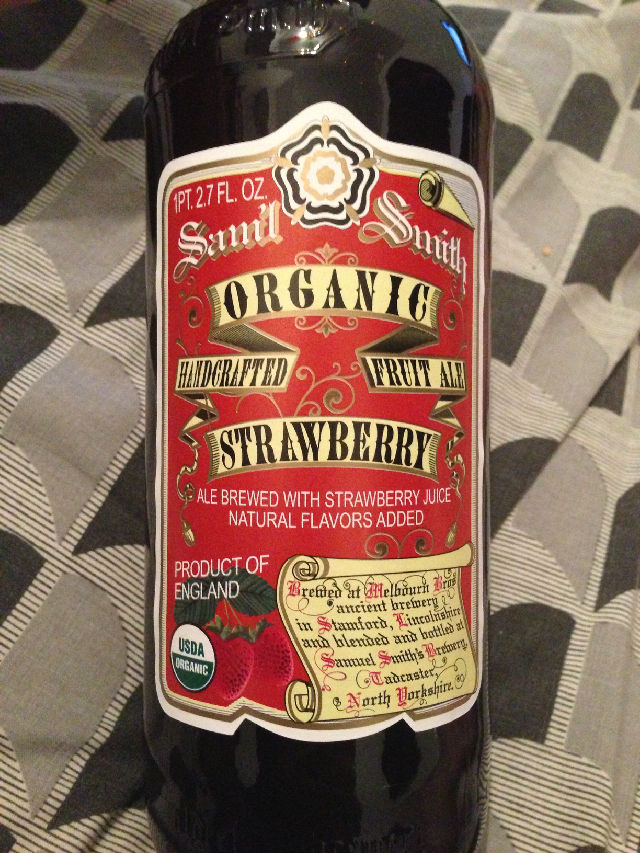 1PT. 2.7 FL. OZ.
Sam'l Smith
ORGANIC
HANDCRAFTED FRUIT ALE
STRAWBERRY
ALE BREWED WITH STRAWBERRY JUICE
NATURAL FLAVORS ADDED
PRODUCT OF
ENGLAND
USDA
ORGANIC
Brewed at Melbourn Bros
ancient brewery
in Stamford, Lincolnshire
and blended and bottled at
Samuel Smith's Brewery,
Tadcaster,
North Yorkshire.